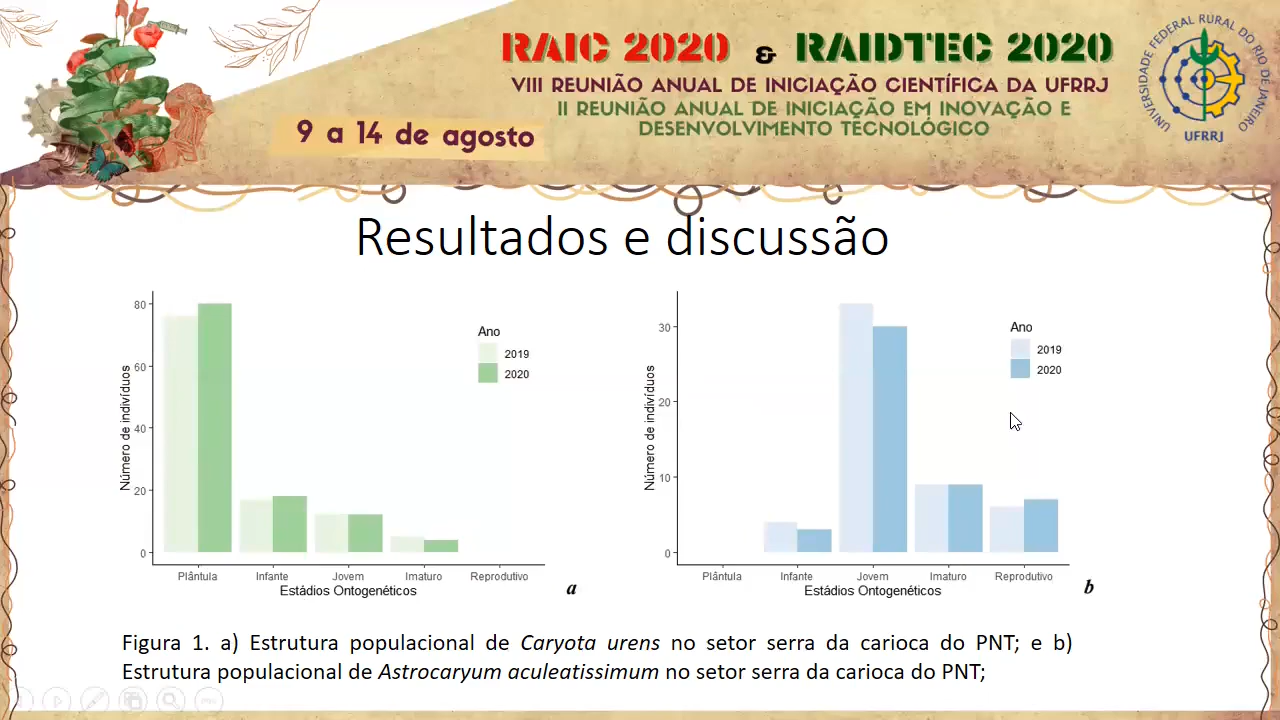 RAIC 2020 & RAIDTEC 2020
VIII REUNIÃO ANUAL DE INICIAÇÃO CIENTÍFICA DA UFRRJ
II REUNIÃO ANUAL DE INICIAÇÃO EM INOVAÇÃO E
DESENVOLVIMENTO TECNOLÓGICO
9 a 14 de agosto
UNIVERSIDADE FEDERAL RURAL DO RIO DE JANEIRO
UFRRJ
Resultados e discussão
Número de indivíduos
80
60
40
20
0
Ano
2019
2020
Plântula Infante Jovem Imaturo Reprodutivo
Estádios Ontogenéticos
a
Número de indivíduos
30
20
10
0
Ano
2019
2020
Plântula Infante Jovem Imaturo Reprodutivo
Estádios Ontogenéticos
b
Figura 1. a) Estrutura populacional de Caryota urens no setor serra da carioca do PNT; e b)
Estrutura populacional de Astrocaryum aculeatissimum no setor serra da carioca do PNT;